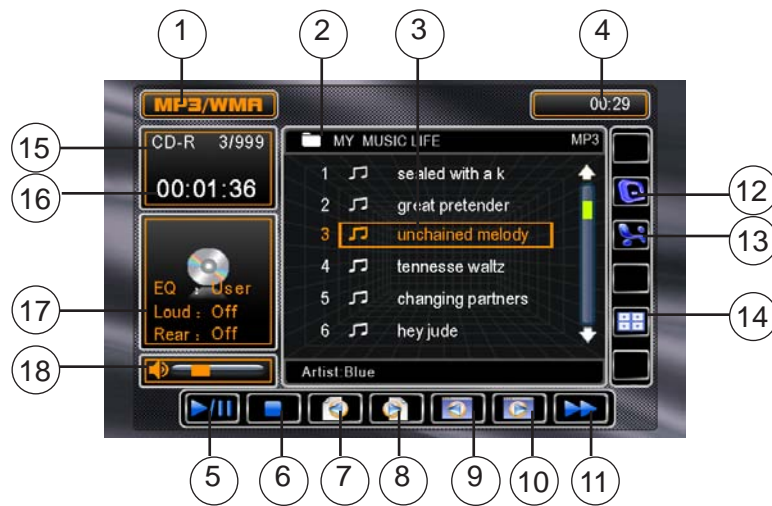 1 2 3 4
MP3/WMA 00:29
15 CD-R 3/999
16 00:01:36
MY MUSIC LIFE MP3
1 sealed with a k
2 great pretender
3 unchained melody
4 tennesse waltz
5 changing partners
6 hey jude
Artist:Blue
12
13
14
17
EQ : User
Loud : Off
Rear : Off
18
5 6 7 8 9 10 11